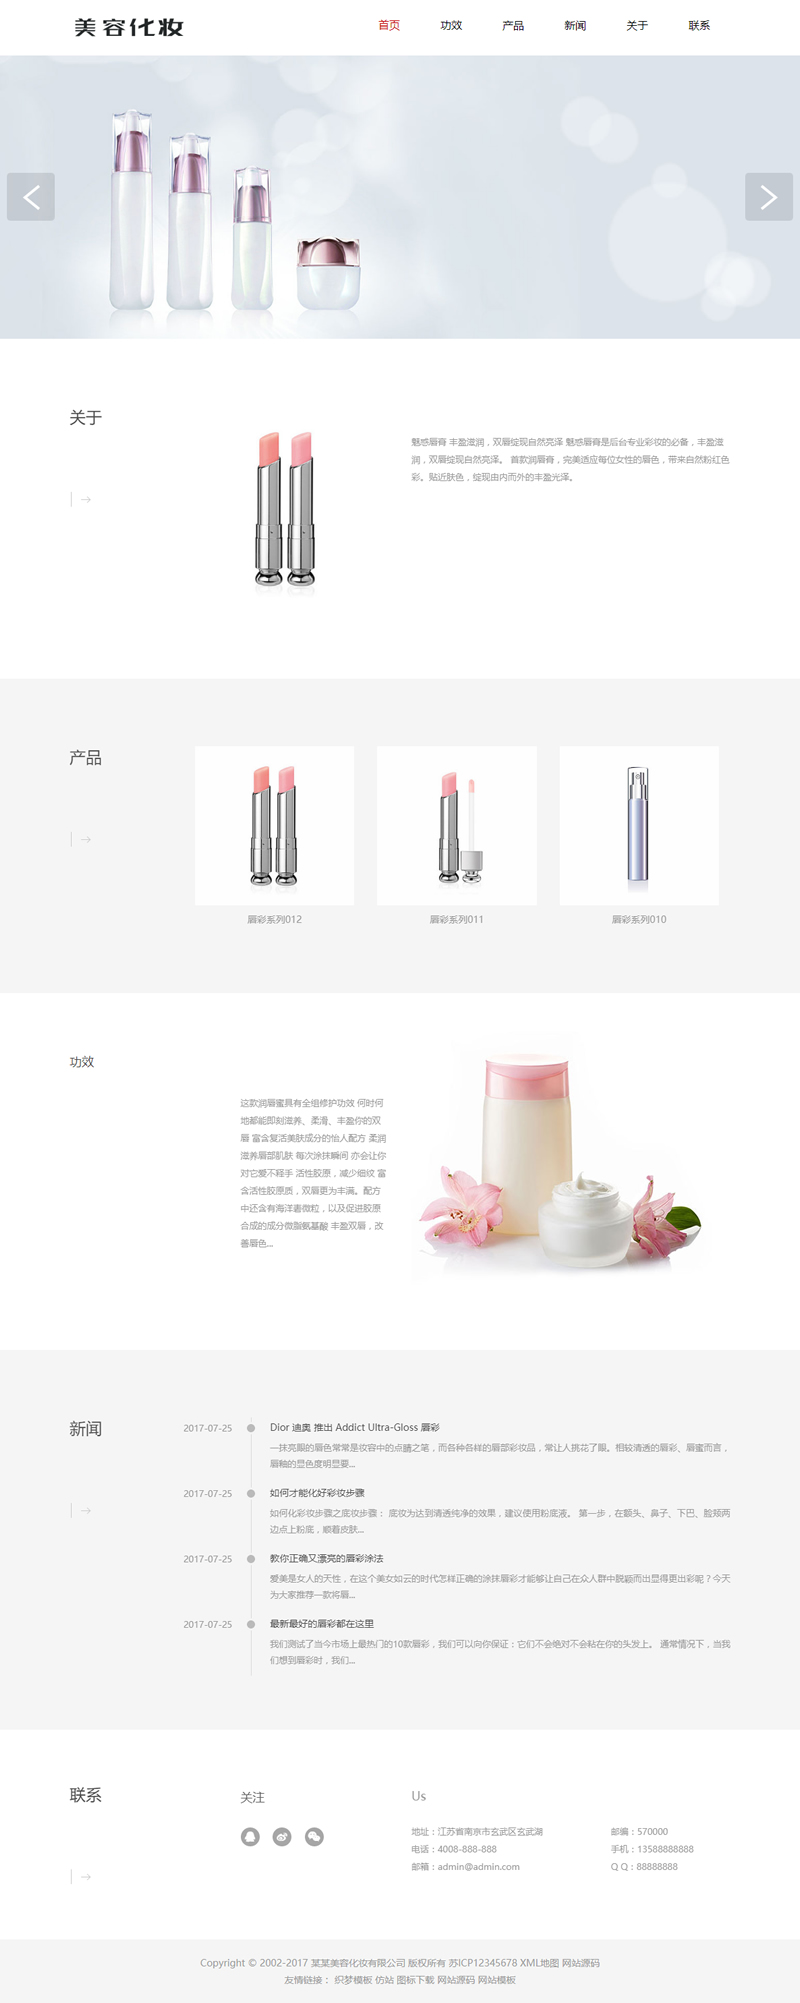 美容化妆
首页 功效 产品 新闻 关于 联系
关于
魅惑唇膏 丰盈滋润，双唇绽现自然亮泽 魅惑唇膏是后台专业彩妆的必备，丰盈滋
润，双唇绽现自然亮泽。 首款润唇膏，完美适应每位女性的唇色，带来自然粉红色
彩。贴近肤色，绽现由内而外的丰盈光泽。
产品
唇彩系列012
唇彩系列011
唇彩系列010
功效
这款润唇蜜具有全组修护功效 何时何
地都能即刻滋养、柔滑、丰盈你的双
唇 富含复活美肤成分的怡人配方 柔润
滋养唇部肌肤 每次涂抹瞬间 亦会让你
对它爱不释手 活性胶原，减少细纹 富
含活性胶原质，双唇更为丰满。配方
中还含有海洋囊微粒，以及促进胶原
合成的成分微脂氨基酸 丰盈双唇，改
善唇色...
新闻
2017-07-25 Dior 迪奥 推出 Addict Ultra-Gloss 唇彩
一抹亮眼的唇色常常是妆容中的点睛之笔，而各种各样的唇部彩妆品，常让人挑花了眼。相较清透的唇彩、唇蜜而言，
唇釉的显色度明显要...
2017-07-25 如何才能化好彩妆步骤
如何化彩妆步骤之底妆步骤： 底妆为达到清透纯净的效果，建议使用粉底液。 第一步，在额头、鼻子、下巴、脸颊两
边点上粉底，顺着皮肤...
2017-07-25 教你正确又漂亮的唇彩涂法
爱美是女人的天性，在这个美女如云的时代怎样正确的涂抹唇彩才能够让自己在众人群中脱颖而出显得更出彩呢？今天
为大家推荐一款将唇...
2017-07-25 最新最好的唇彩都在这里
我们测试了当今市场上最热门的10款唇彩，我们可以向你保证：它们不会绝对不会粘在你的头发上。 通常情况下，当我
们想到唇彩时，我们...
联系
关注
Us
地址：江苏省南京市玄武区玄武湖 邮编：570000
电话：4008-888-888 手机：13588888888
邮箱：admin@admin.com Q Q：88888888
Copyright © 2002-2017 某某美容化妆有限公司 版权所有 苏ICP12345678 XML地图 网站源码
友情链接： 织梦模板 仿站 图标下载 网站源码 网站模板